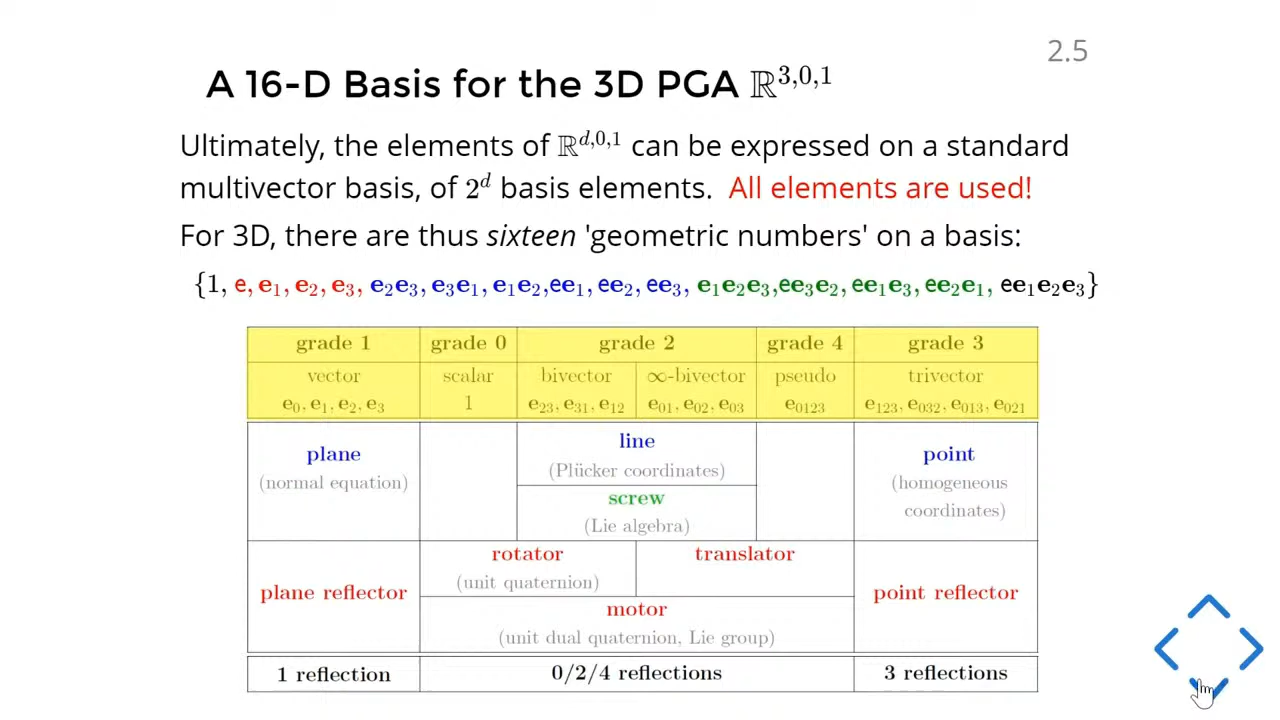 2.5
A 16-D Basis for the 3D PGA ℝ³,⁰,¹
Ultimately, the elements of ℝᵈ,⁰,¹ can be expressed on a standard
multivector basis, of 2ᵈ basis elements. All elements are used!
For 3D, there are thus sixteen 'geometric numbers' on a basis:
{1, e, e₁, e₂, e₃, e₂e₃, e₃e₁, e₁e₂,ee₁, ee₂, ee₃, e₁e₂e₃,ee₃e₂, ee₁e₃, ee₂e₁, ee₁e₂e₃}
grade 1 grade 0 grade 2 grade 4 grade 3
vector scalar bivector ∞-bivector pseudo trivector
e₀, e₁, e₂, e₃ 1 e₂₃, e₃₁, e₁₂ e₀₁, e₀₂, e₀₃ e₀₁₂₃ e₁₂₃, e₀₃₂, e₀₁₃, e₀₂₁
plane line point
(normal equation) (Plücker coordinates) (homogeneous
screw coordinates)
(Lie algebra)
rotator translator
(unit quaternion)
plane reflector point reflector
motor
(unit dual quaternion, Lie group)
1 reflection 0/2/4 reflections 3 reflections